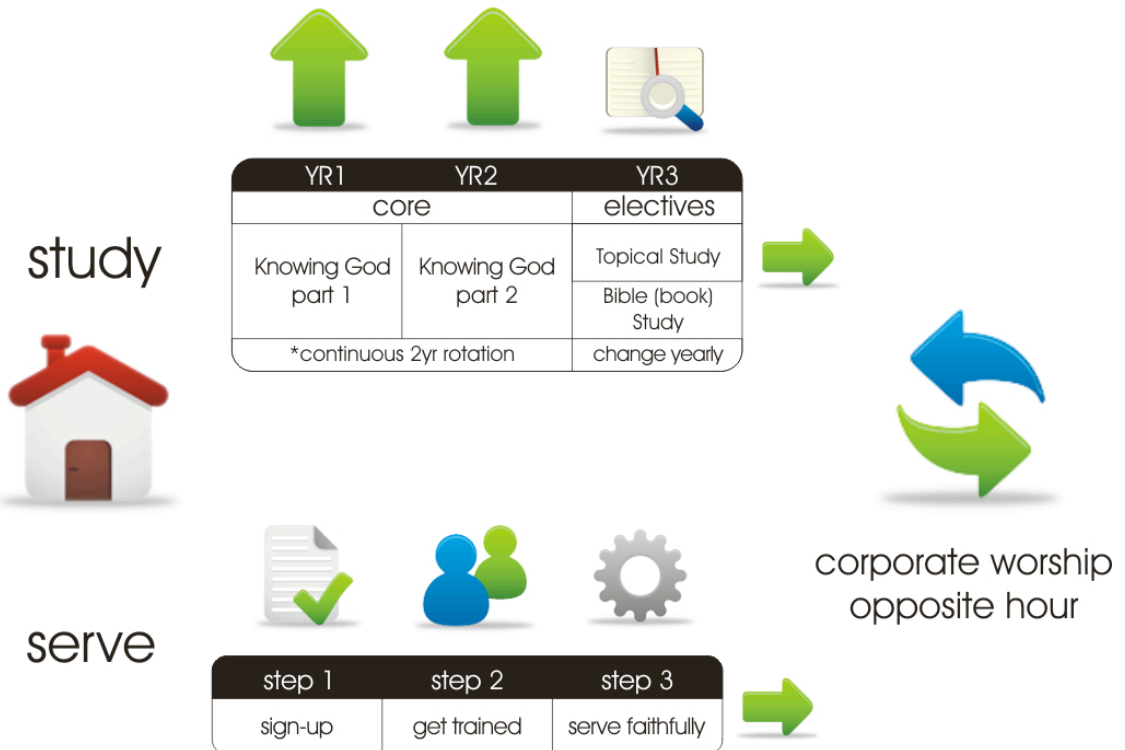 YR1 YR2 YR3
core electives
study
Knowing God
part 1
Knowing God
part 2
Topical Study
Bible (book)
Study
*continuous 2yr rotation change yearly
corporate worship
opposite hour
serve
step 1 step 2 step 3
sign-up get trained serve faithfully